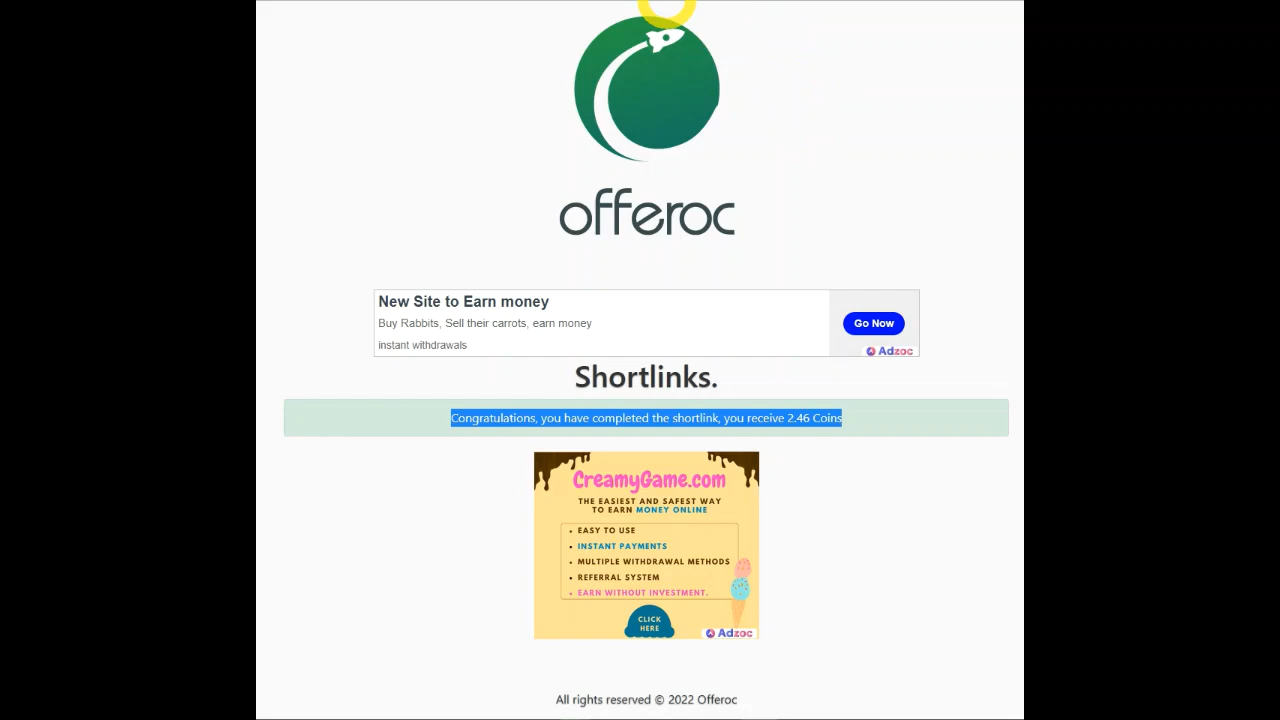 offeroc
New Site to Earn money
Buy Rabbits, Sell their carrots, earn money
instant withdrawals
Go Now
Adzoc
Shortlinks.
Congratulations, you have completed the shortlink, you receive 2.46 Coins
CreamyGame.com
THE EASIEST AND SAFEST WAY
TO EARN MONEY ONLINE
• EASY TO USE
• INSTANT PAYMENTS
• MULTIPLE WITHDRAWAL METHODS
• REFERRAL SYSTEM
• EARN WITHOUT INVESTMENT.
CLICK
HERE
Adzoc
All rights reserved © 2022 Offeroc